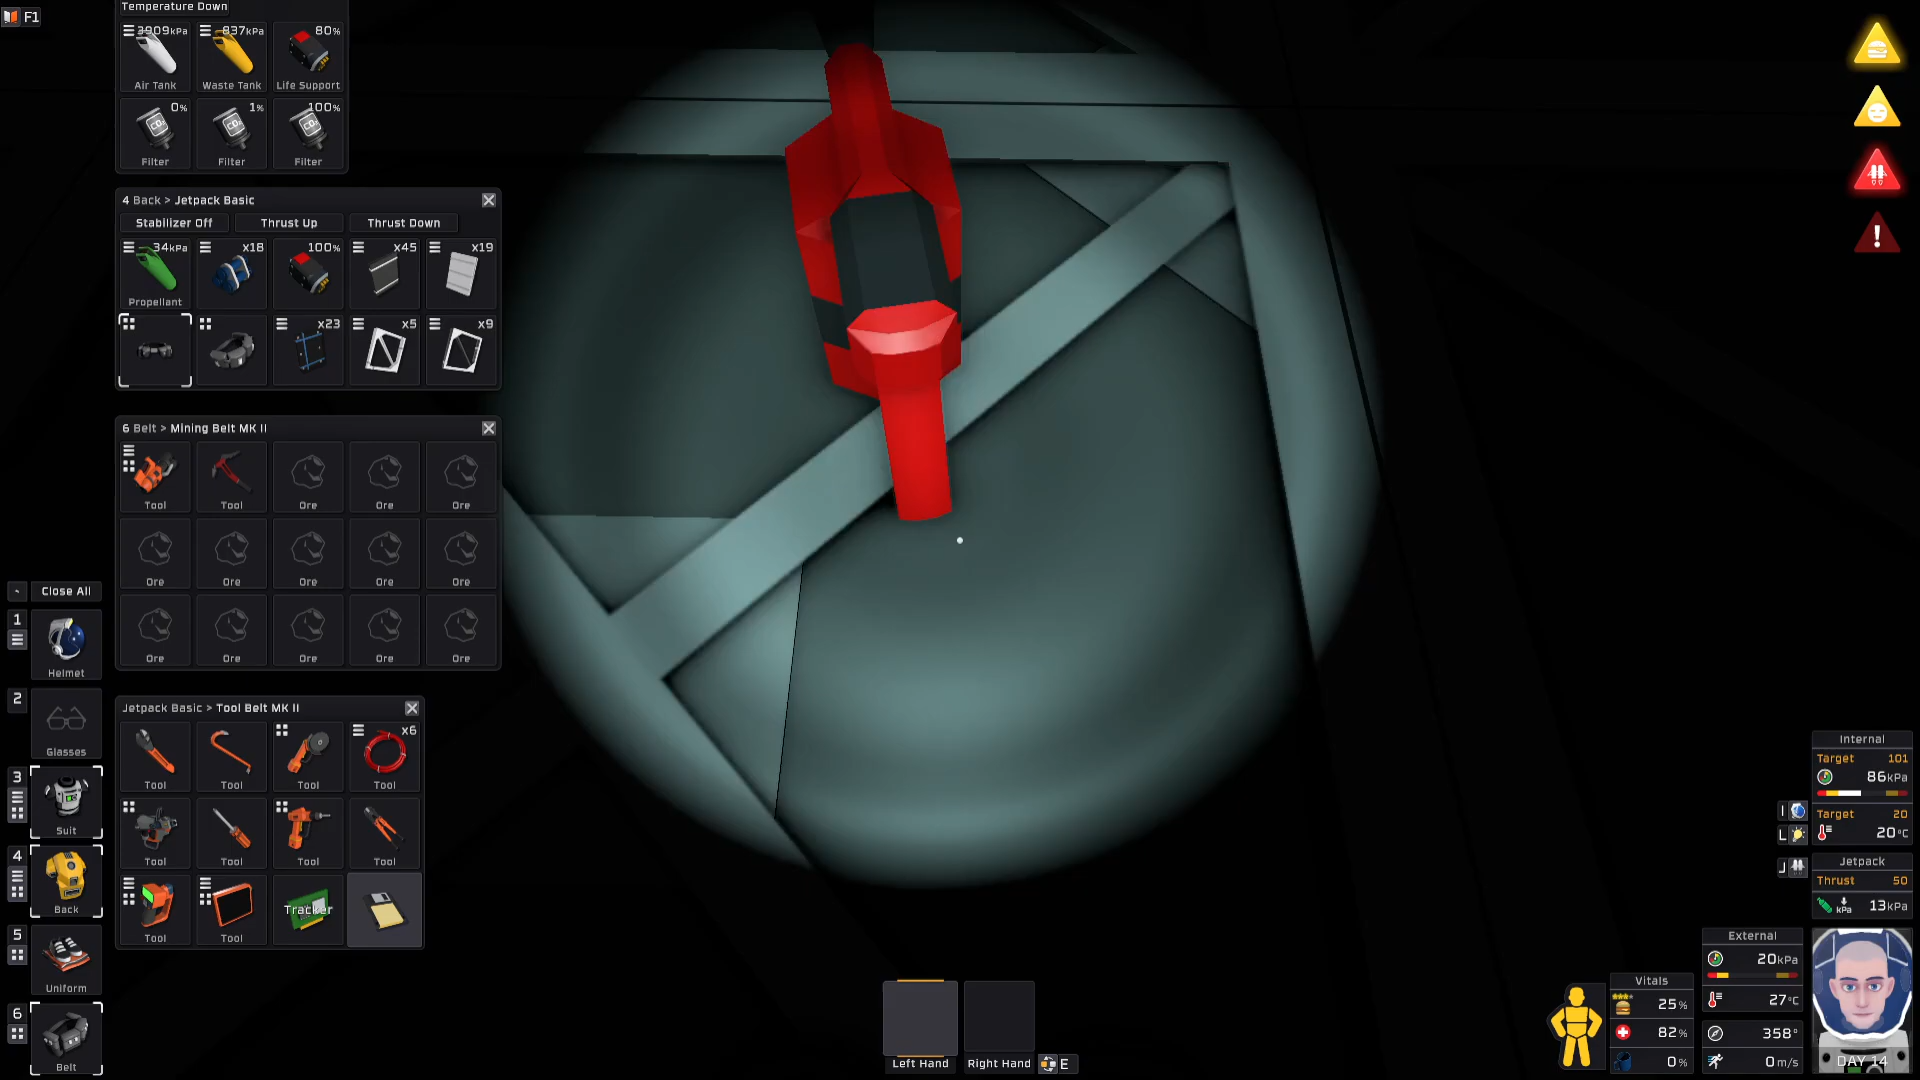 F1
Temperature Down
3909kPa
837kPa
80%
Air Tank
Waste Tank
Life Support
0%
1%
100%
Filter
Filter
Filter
4 Back > Jetpack Basic
Stabilizer Off
Thrust Up
Thrust Down
34kPa
x18
100%
x45
x19
Propellant
x23
x5
x9
6 Belt > Mining Belt MK II
Tool
Tool
Ore
Ore
Ore
Ore
Ore
Ore
Ore
Ore
Ore
Ore
Ore
Ore
Ore
Jetpack Basic > Tool Belt MK II
x6
Tool
Tool
Tool
Tool
Tool
Tool
Tool
Tool
Tracker
Tool
Tool
Close All
1
Helmet
2
Glasses
3
Suit
4
Back
5
Uniform
6
Belt
Left Hand
Right Hand
E
Internal
Target 101
86kPa
Target 20
20°C
I
L
J
Jetpack
Thrust 50
kPa
13kPa
External
20kPa
27°C
358°
0m/s
Vitals
25%
82%
0%
DAY 14